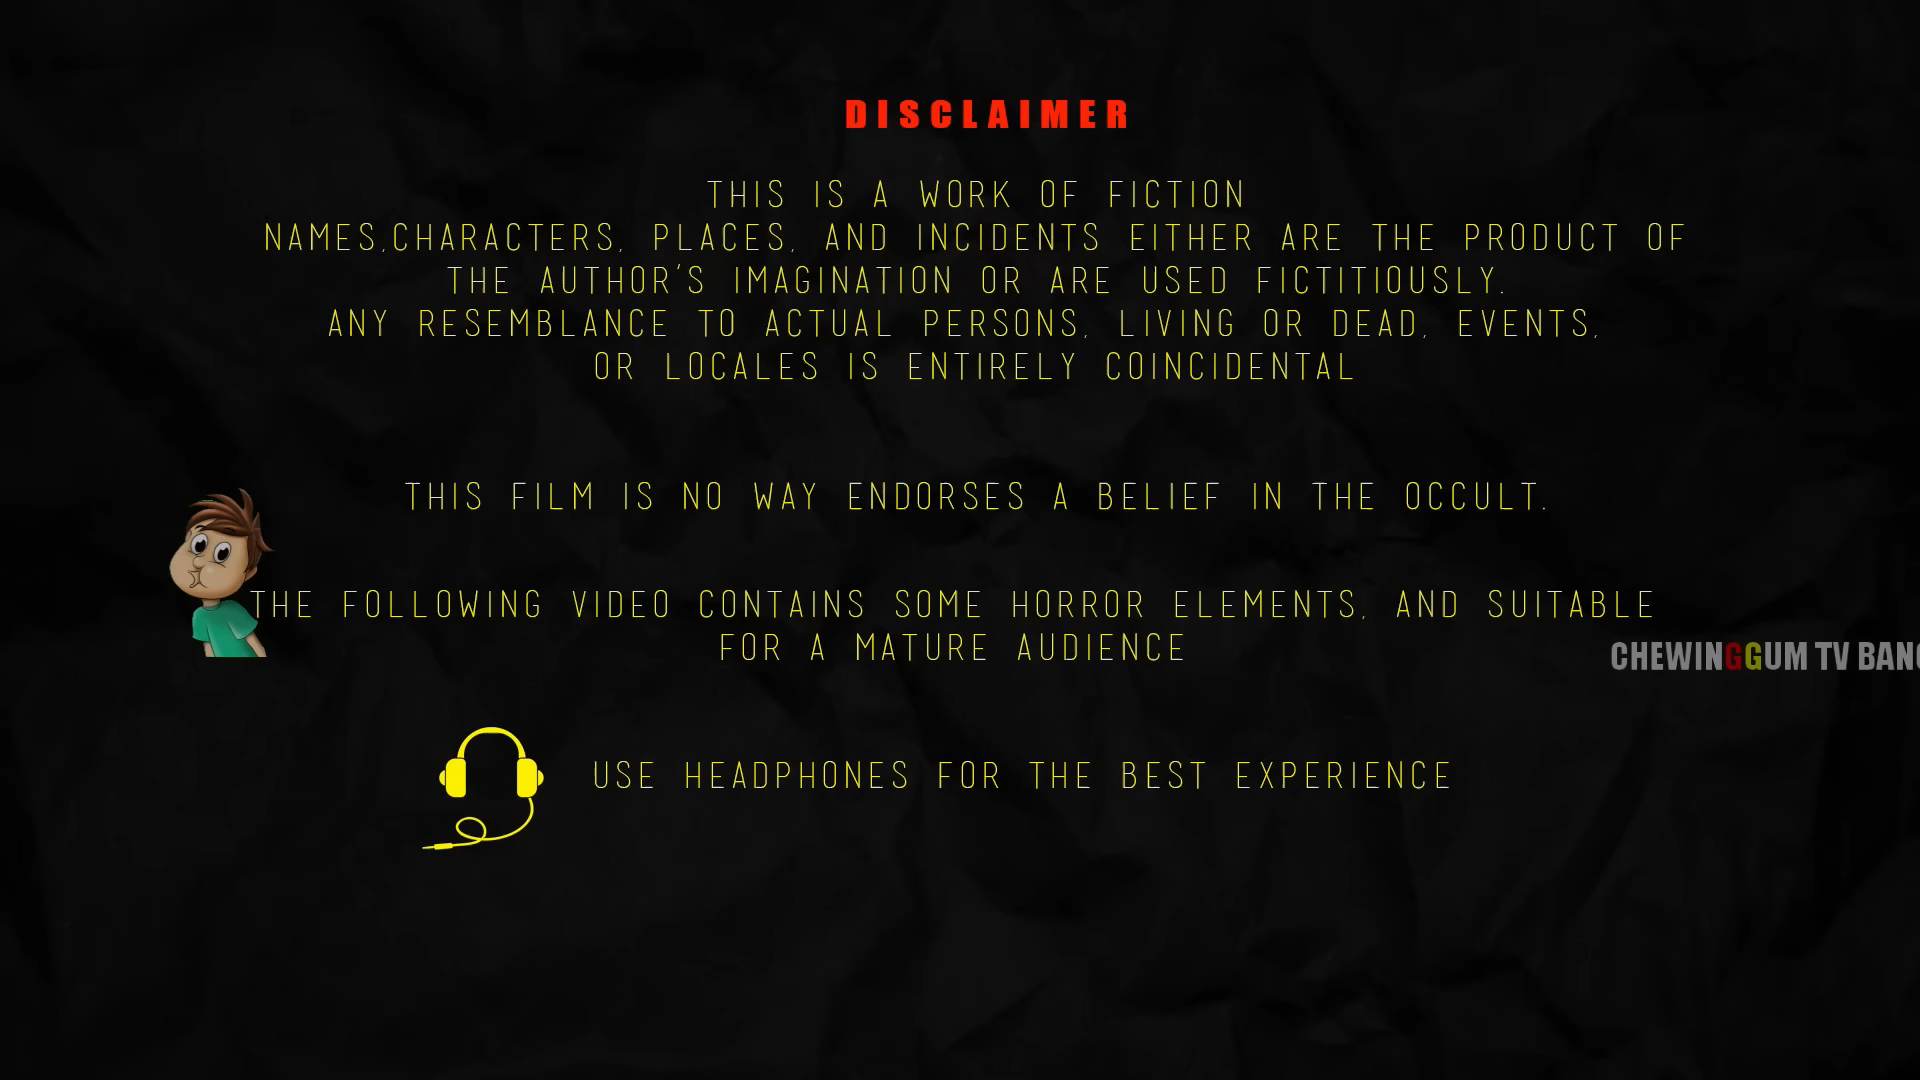 DISCLAIMER
THIS IS A WORK OF FICTION
NAMES,CHARACTERS, PLACES, AND INCIDENTS EITHER ARE THE PRODUCT OF
THE AUTHOR'S IMAGINATION OR ARE USED FICTITIOUSLY.
ANY RESEMBLANCE TO ACTUAL PERSONS, LIVING OR DEAD, EVENTS,
OR LOCALES IS ENTIRELY COINCIDENTAL
THIS FILM IS NO WAY ENDORSES A BELIEF IN THE OCCULT.
THE FOLLOWING VIDEO CONTAINS SOME HORROR ELEMENTS, AND SUITABLE
FOR A MATURE AUDIENCE
CHEWINGGUM TV
USE HEADPHONES FOR THE BEST EXPERIENCE